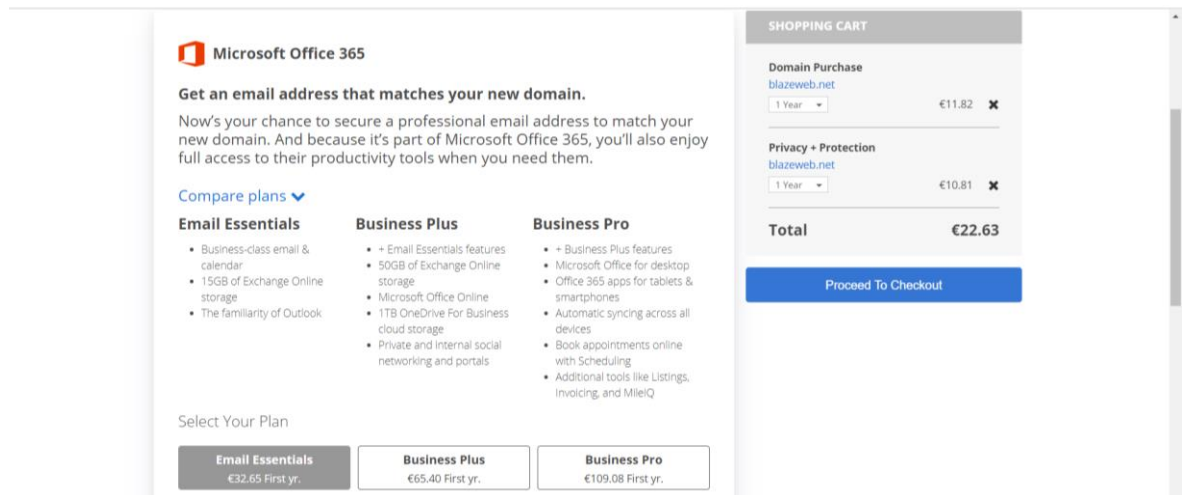 Microsoft Office 365
Get an email address that matches your new domain.
Now's your chance to secure a professional email address to match your
new domain. And because it's part of Microsoft Office 365, you'll also enjoy
full access to their productivity tools when you need them.
Compare plans
Email Essentials
Business-class email &
calendar
15GB of Exchange Online
storage
The familiarity of Outlook
Business Plus
+ Email Essentials features
50GB of Exchange Online
storage
Microsoft Office Online
1TB OneDrive For Business
cloud storage
Private and internal social
networking and portals
Business Pro
+ Business Plus features
Microsoft Office for desktop
Office 365 apps for tablets &
smartphones
Automatic syncing across all
devices
Book appointments online
with Scheduling
Additional tools like Listings,
Invoicing, and MileIQ
Select Your Plan
Email Essentials
€32.65 First yr.
Business Plus
€65.40 First yr.
Business Pro
€109.08 First yr.
SHOPPING CART
Domain Purchase
blazeweb.net
1 Year €11.82
Privacy + Protection
blazeweb.net
1 Year €10.81
Total €22.63
Proceed To Checkout